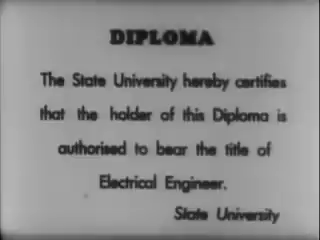 DIPLOMA
The State University hereby certifies
that the holder of this Diploma is
authorised to bear the title of
Electrical Engineer.
State University